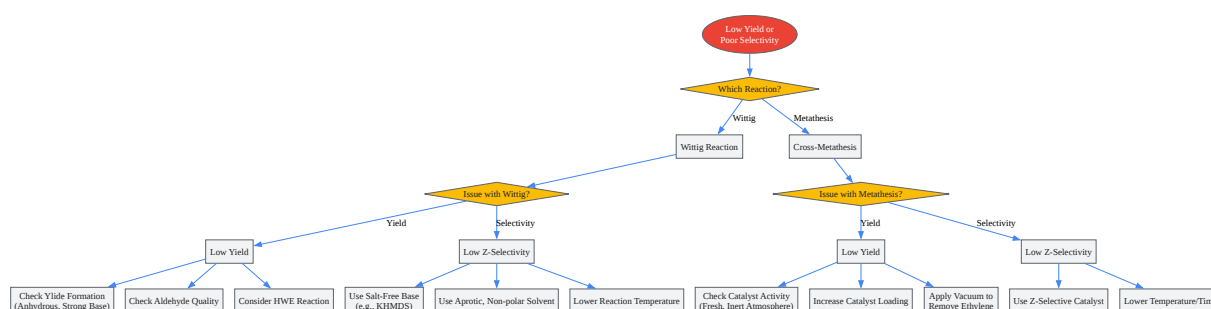 Low Yield or
Poor Selectivity
Which Reaction?
Wittig
Metathesis
Wittig Reaction
Cross-Metathesis
Issue with Wittig?
Issue with Metathesis?
Yield
Selectivity
Yield
Selectivity
Low Yield
Low Z-Selectivity
Low Yield
Low Z-Selectivity
Check Ylide Formation
(Anhydrous, Strong Base)
Check Aldehyde Quality
Consider HWE Reaction
Use Salt-Free Base
(e.g., KHMDS)
Use Aprotic, Non-polar Solvent
Lower Reaction Temperature
Check Catalyst Activity
(Fresh, Inert Atmosphere)
Increase Catalyst Loading
Apply Vacuum to
Remove Ethylene
Use Z-Selective Catalyst
Lower Temperature/Tim